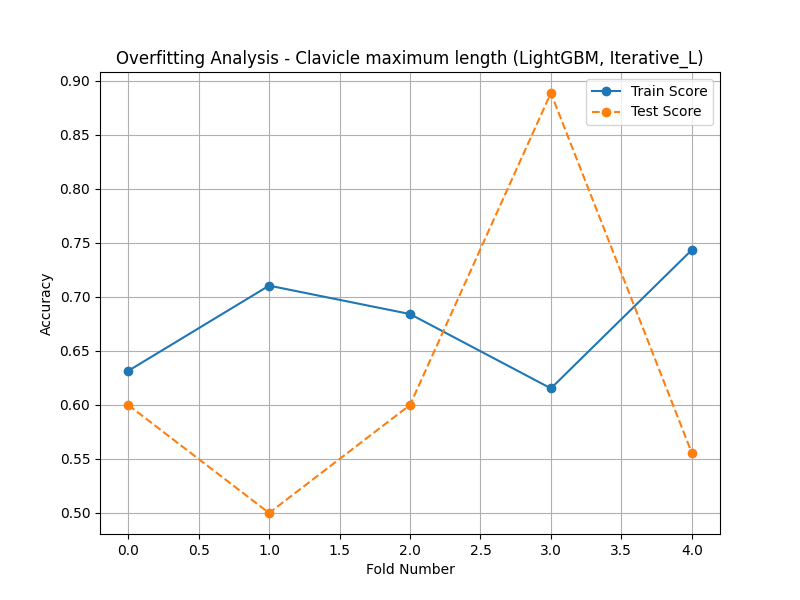 Overfitting Analysis - Clavicle maximum length (LightGBM, Iterative_L)
Train Score
Test Score
0.90
0.85
0.80
0.75
0.70
0.65
0.60
0.55
0.50
Accuracy
0.0 0.5 1.0 1.5 2.0 2.5 3.0 3.5 4.0
Fold Number